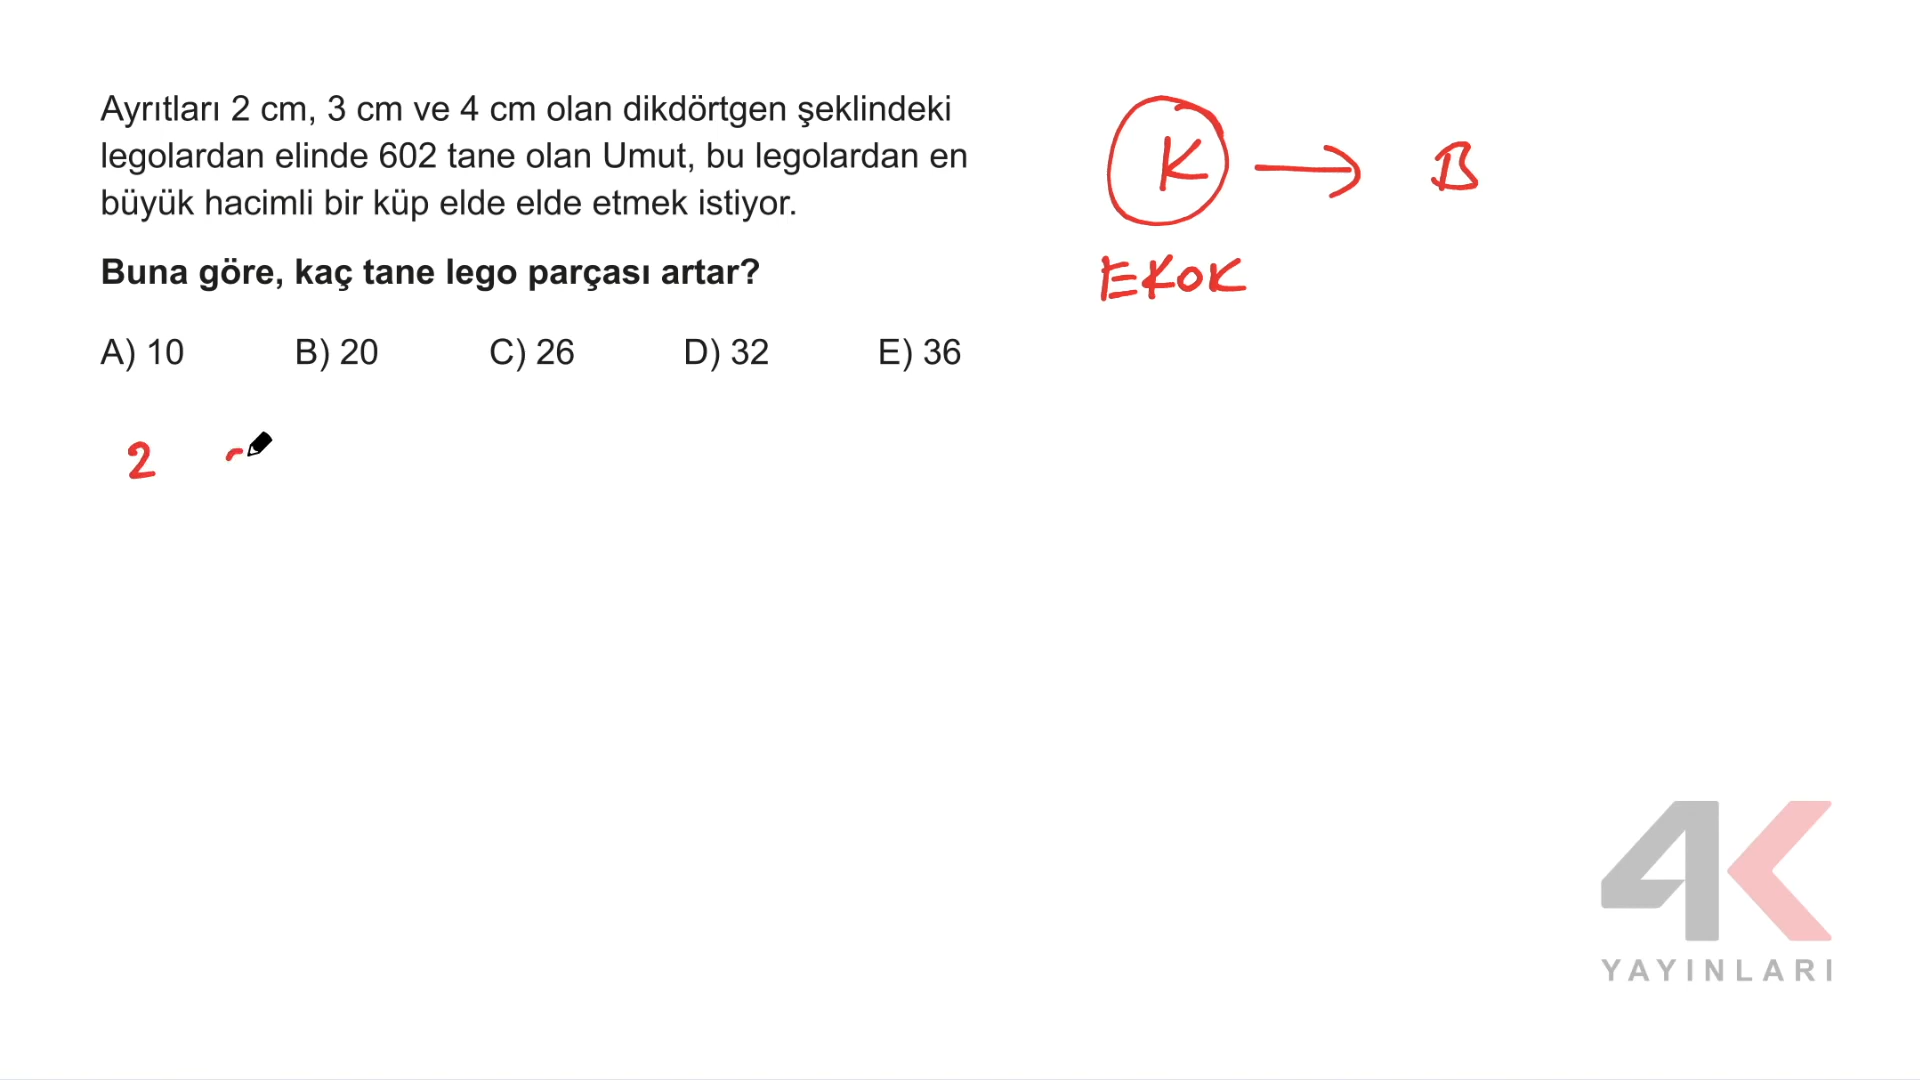 Ayrıtları 2 cm, 3 cm ve 4 cm olan dikdörtgen şeklindeki
legolardan elinde 602 tane olan Umut, bu legolardan en
büyük hacimli bir küp elde elde etmek istiyor.
Buna göre, kaç tane lego parçası artar?
A) 10 B) 20 C) 26 D) 32 E) 36
2
K → B
EKOK
4K
YAYINLARI